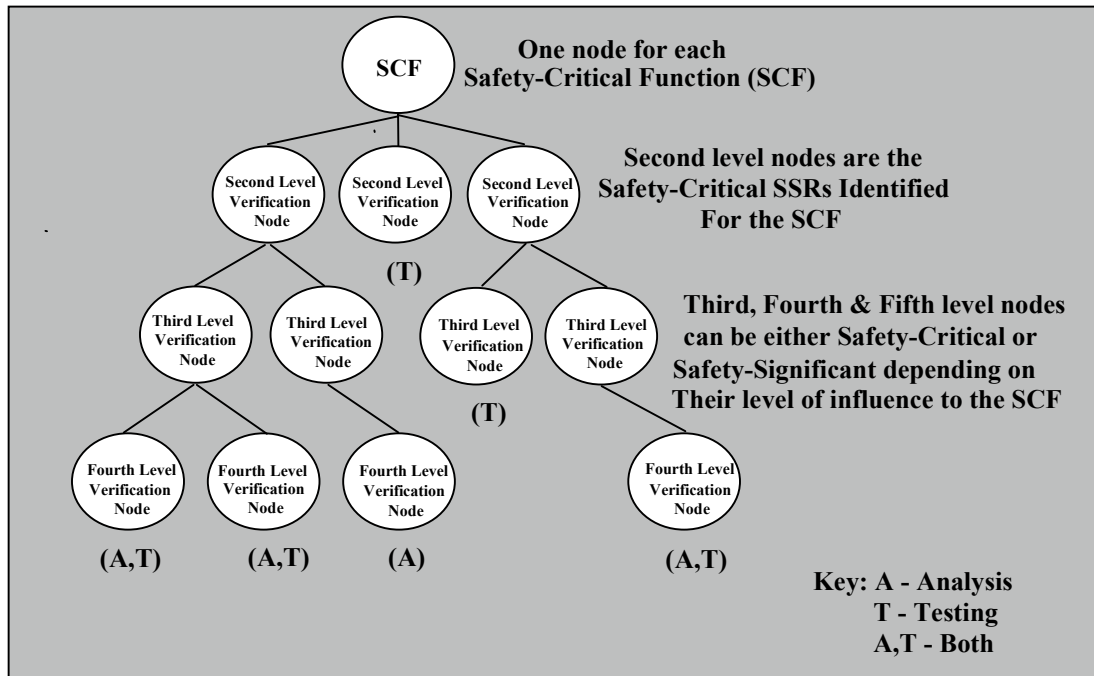 SCF
One node for each
Safety-Critical Function (SCF)
Second Level
Verification
Node
Second Level
Verification
Node
Second Level
Verification
Node
Second level nodes are the
Safety-Critical SSRs Identified
For the SCF
(T)
Third Level
Verification
Node
Third Level
Verification
Node
Third Level
Verification
Node
Third Level
Verification
Node
Third, Fourth & Fifth level nodes
can be either Safety-Critical or
Safety-Significant depending on
Their level of influence to the SCF
(T)
Fourth Level
Verification
Node
Fourth Level
Verification
Node
Fourth Level
Verification
Node
Fourth Level
Verification
Node
(A,T)
(A,T)
(A)
(A,T)
Key: A - Analysis
T - Testing
A,T - Both